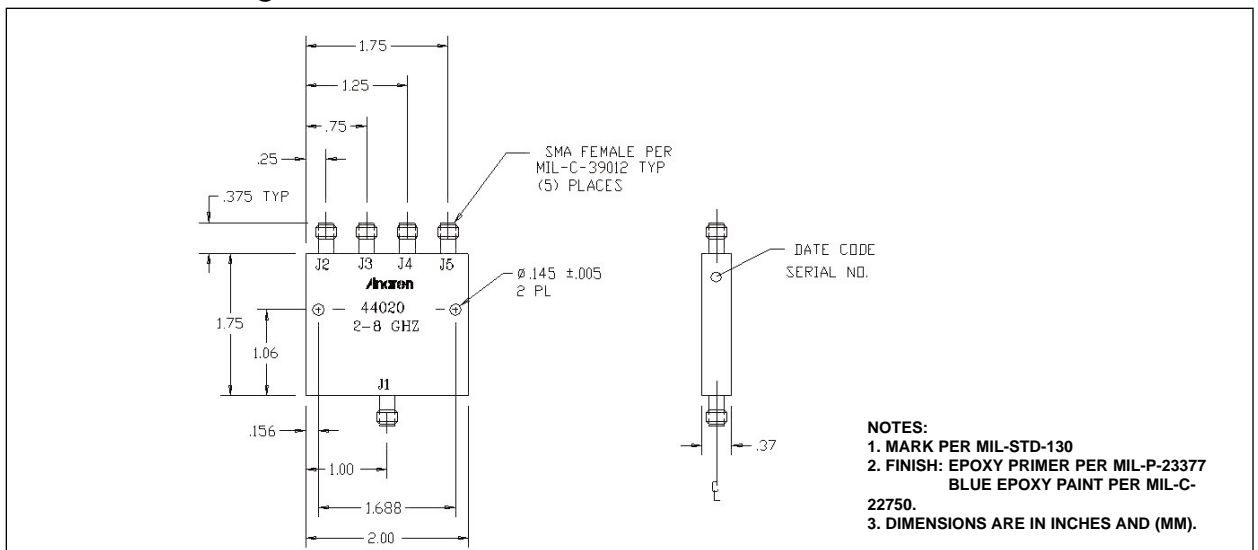 1.75
1.25
.75
.25
.375 TYP
SMA FEMALE PER
MIL-C-39012 TYP
(5) PLACES
J2 J3 J4 J5
Anaren
44020
2-8 GHZ
Ø.145 ±.005
2 PL
1.75
1.06
J1
.156
1.00
1.688
2.00
DATE CODE
SERIAL NO.
.37
CL
NOTES:
1. MARK PER MIL-STD-130
2. FINISH: EPOXY PRIMER PER MIL-P-23377
BLUE EPOXY PAINT PER MIL-C-
22750.
3. DIMENSIONS ARE IN INCHES AND (MM).